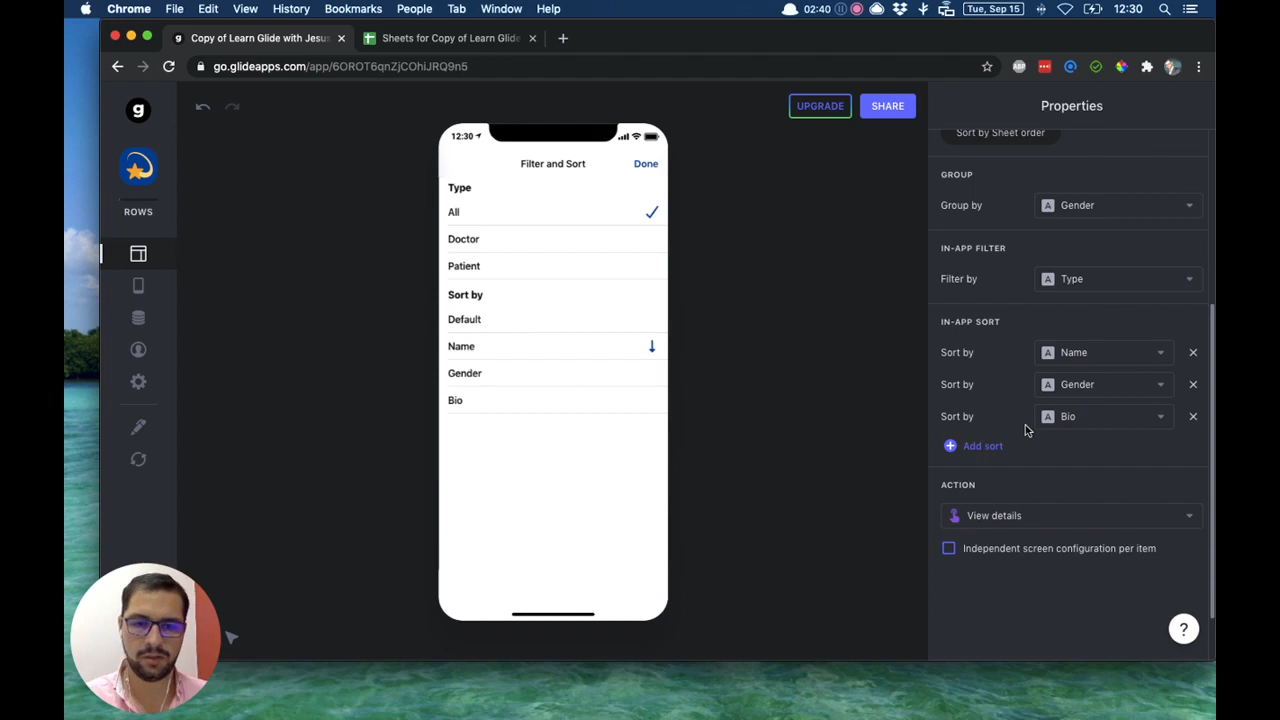 Chrome File Edit View History Bookmarks People Tab Window Help 02:40 Tue, Sep 15 12:30
g Copy of Learn Glide with Jesus Sheets for Copy of Learn Glide
go.glideapps.com/app/6OROT6qnZjCOhiJRQ9n5 ABP
g UPGRADE SHARE Properties
12:30
Sort by Sheet order
Filter and Sort Done
GROUP
Type
ROWS
All
Group by A Gender
Doctor
IN-APP FILTER
Patient
Filter by A Type
Sort by
Default
IN-APP SORT
Name
Sort by A Name
Gender
Sort by A Gender
Bio
Sort by A Bio
Add sort
ACTION
View details
Independent screen configuration per item
?